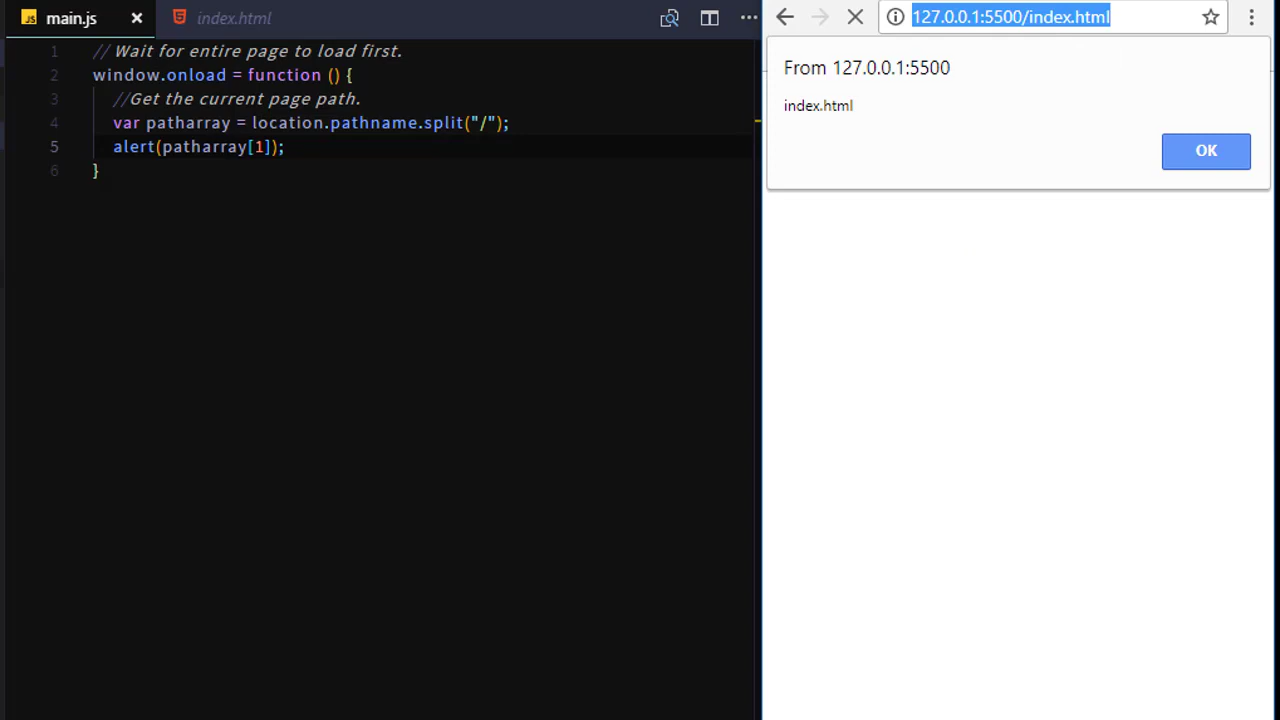 JS main.js × index.html ···
1 // Wait for entire page to load first.
2 window.onload = function () {
3 //Get the current page path.
4 var patharray = location.pathname.split("/");
5 alert(patharray[1]);
6 }
127.0.0.1:5500/index.html
From 127.0.0.1:5500
index.html
OK